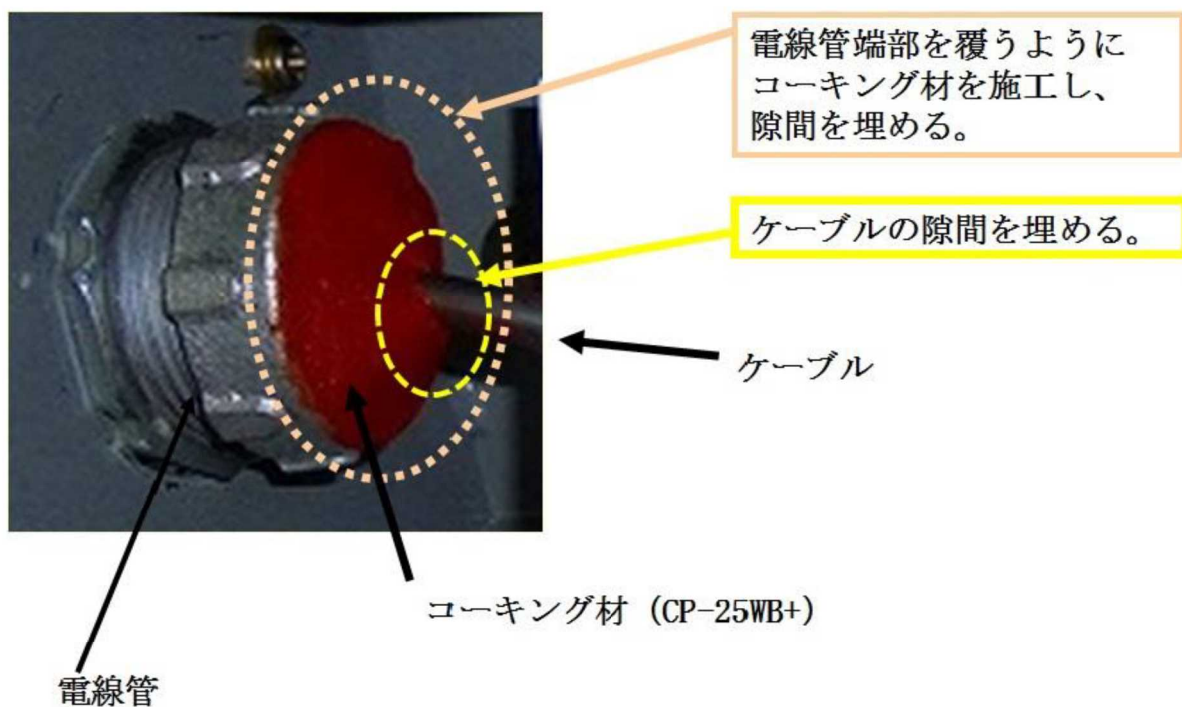 電線管端部を覆うように
コーキング材を施工し、
隙間を埋める。
ケーブルの隙間を埋める。
ケーブル
コーキング材 (CP-25WB+)
電線管